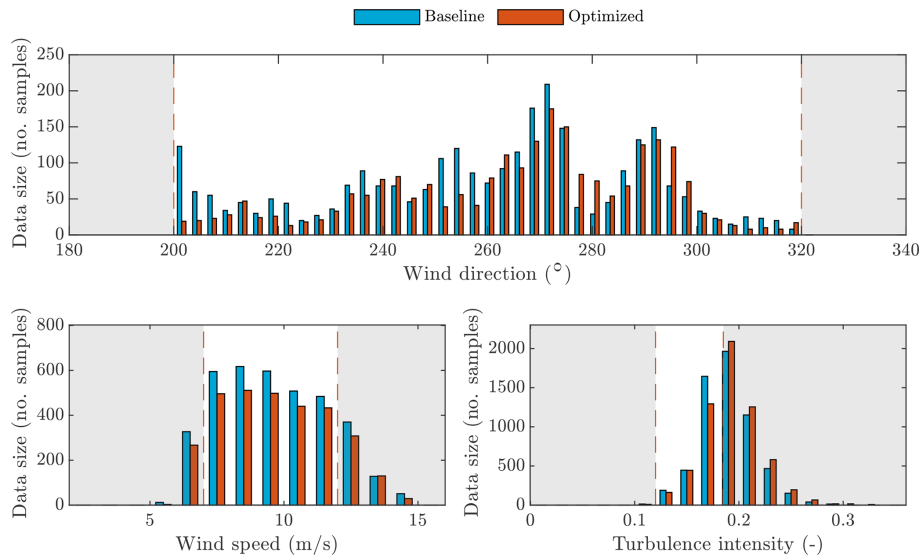 Baseline Optimized
Data size (no. samples)
250
200
150
100
50
0
180 200 220 240 260 280 300 320 340
Wind direction (°)
Data size (no. samples)
800
600
400
200
0
5 10 15
Wind speed (m/s)
Data size (no. samples)
2000
1500
1000
500
0
0 0.1 0.2 0.3
Turbulence intensity (-)